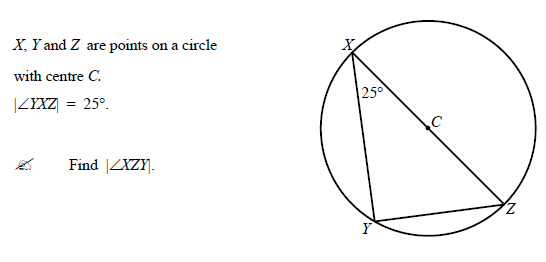 X, Y and Z are points on a circle
with centre C.
|∠YXZ| = 25°.
✍ Find |∠XZY|.
X
25°
C
Z
Y